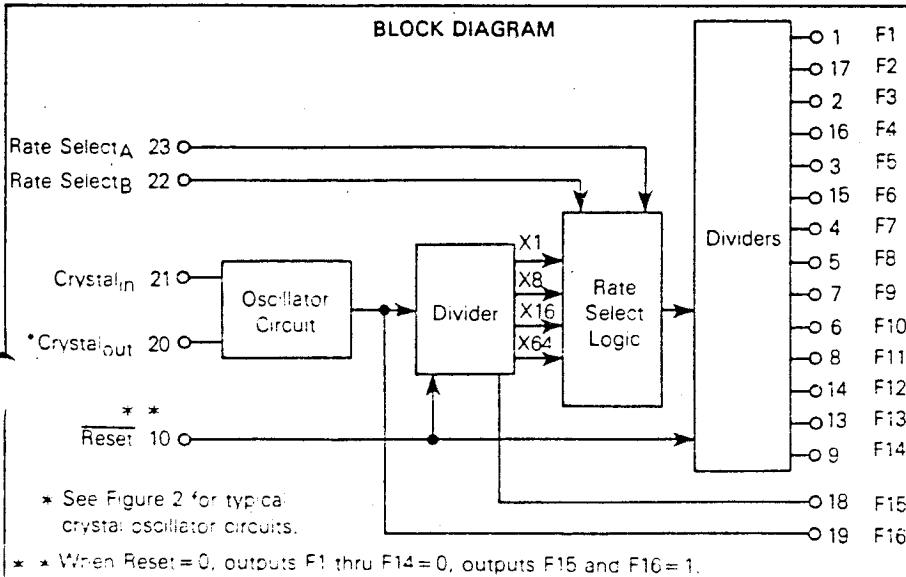 BLOCK DIAGRAM
1 F1
17 F2
2 F3
16 F4
Rate SelectA 23
3 F5
Rate SelectB 22
15 F6
4 F7
Dividers
X1
5 F8
Crystalin 21
X8
7 F9
Oscillator Circuit
Divider
Rate Select Logic
X16
6 F10
*Crystalout 20
X64
8 F11
14 F12
* *
13 F13
Reset 10
9 F14
* See Figure 2 for typical
crystal oscillator circuits.
18 F15
19 F16
* * When Reset = 0, outputs F1 thru F14 = 0, outputs F15 and F16 = 1.